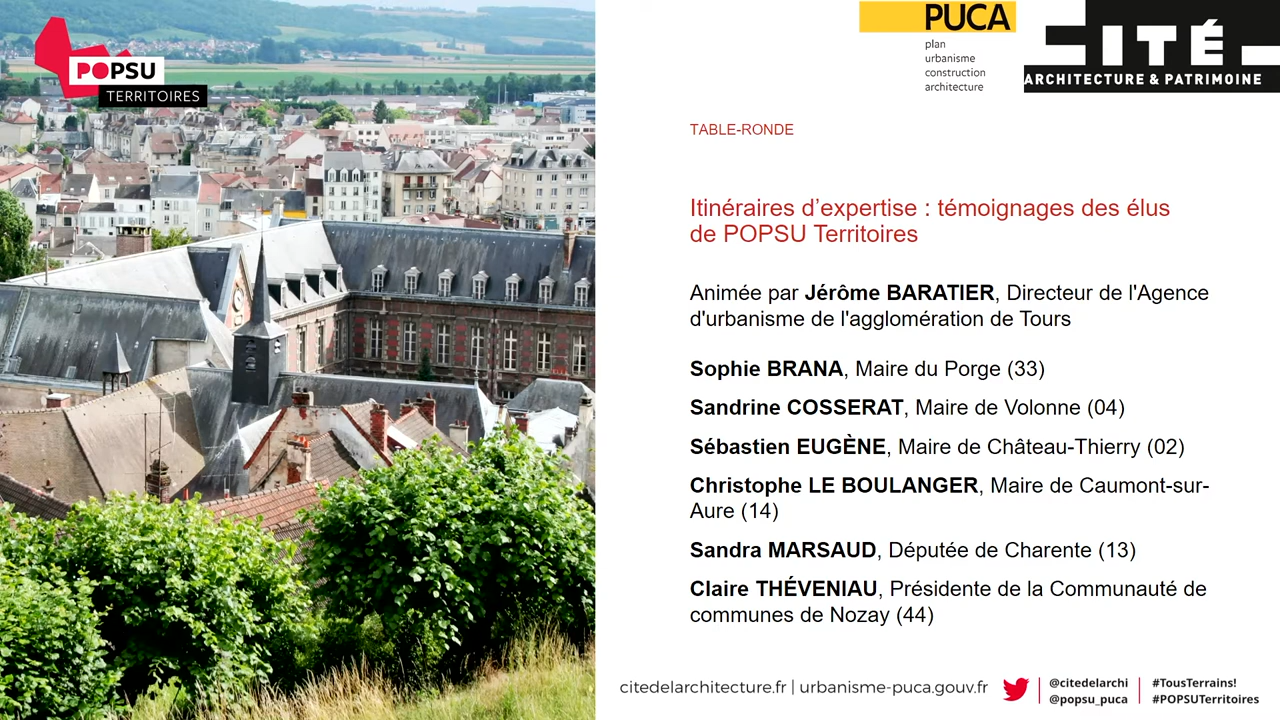 POPSU
TERRITOIRES
PUCA
plan
urbanisme
construction
architecture
CITÉ
ARCHITECTURE & PATRIMOINE
TABLE-RONDE
Itinéraires d’expertise : témoignages des élus
de POPSU Territoires
Animée par Jérôme BARATIER, Directeur de l'Agence
d'urbanisme de l'agglomération de Tours
Sophie BRANA, Maire du Porge (33)
Sandrine COSSERAT, Maire de Volonne (04)
Sébastien EUGÈNE, Maire de Château-Thierry (02)
Christophe LE BOULANGER, Maire de Caumont-sur-
Aure (14)
Sandra MARSAUD, Députée de Charente (13)
Claire THÉVENIAU, Présidente de la Communauté de
communes de Nozay (44)
citedelarchitecture.fr | urbanisme-puca.gouv.fr
@citedelarchi
@popsu_puca
#TousTerrains!
#POPSUTerritoires